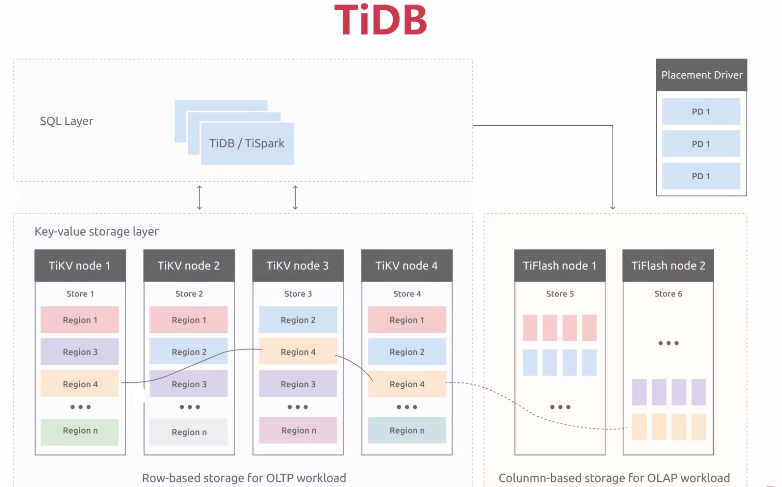 TiDB
SQL Layer
TiDB / TiSpark
Placement Driver
PD 1
PD 1
PD 1
Key-value storage layer
TiKV node 1
Store 1
Region 1
Region 3
Region 4
Region n
TiKV node 2
Store 2
Region 1
Region 2
Region 3
Region n
TiKV node 3
Store 3
Region 2
Region 4
Region 3
Region n
TiKV node 4
Store 4
Region 1
Region 2
Region 4
Region n
Row-based storage for OLTP workload
TiFlash node 1
Store 5
TiFlash node 2
Store 6
Colunmn-based storage for OLAP workload